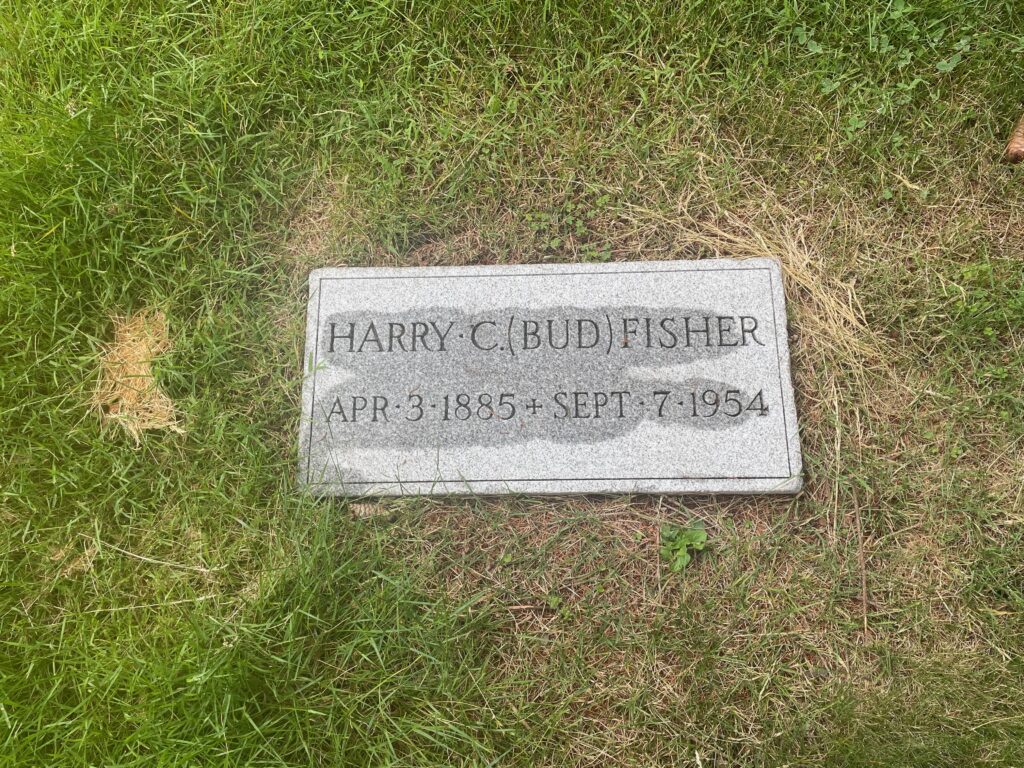 HARRY·C.(BUD)FISHER
APR·3·1885+SEPT·7·1954